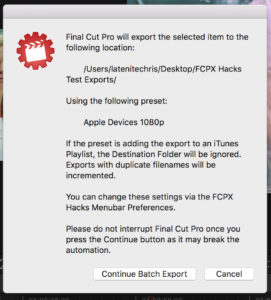 Final Cut Pro will export the selected item to the
following location:
/Users/latenitechris/Desktop/FCPX Hacks
Test Exports/
Using the following preset:
Apple Devices 1080p
If the preset is adding the export to an iTunes
Playlist, the Destination Folder will be ignored.
Exports with duplicate filenames will be
incremented.
You can change these settings via the FCPX
Hacks Menubar Preferences.
Please do not interrupt Final Cut Pro once you
press the Continue button as it may break the
automation.
Continue Batch Export
Cancel